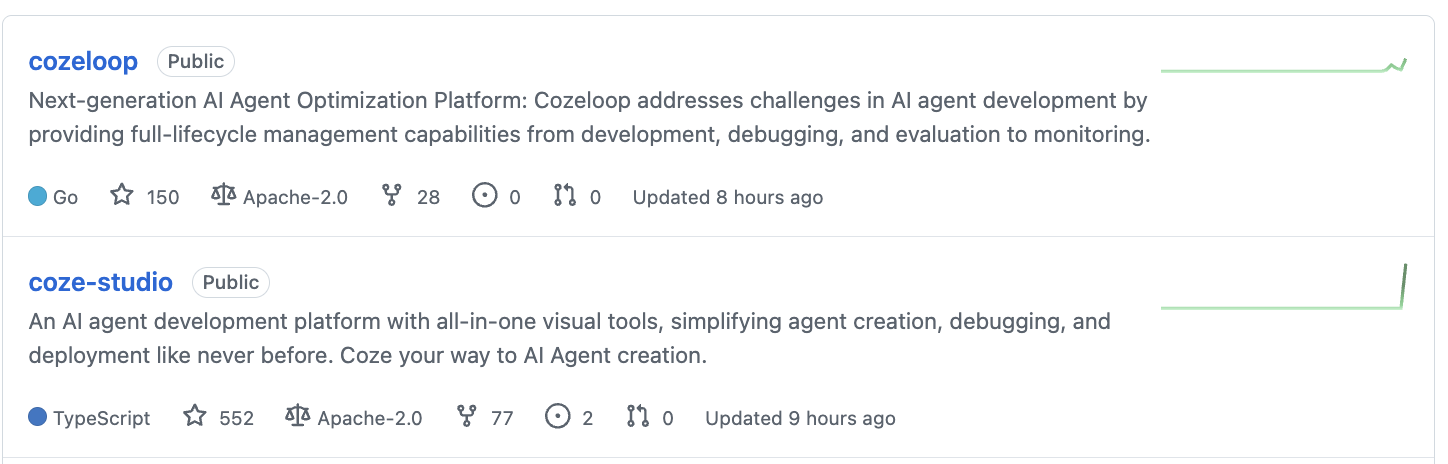 cozeloop Public
Next-generation AI Agent Optimization Platform: Cozeloop addresses challenges in AI agent development by
providing full-lifecycle management capabilities from development, debugging, and evaluation to monitoring.
Go 150 Apache-2.0 28 0 0 Updated 8 hours ago
coze-studio Public
An AI agent development platform with all-in-one visual tools, simplifying agent creation, debugging, and
deployment like never before. Coze your way to AI Agent creation.
TypeScript 552 Apache-2.0 77 2 0 Updated 9 hours ago